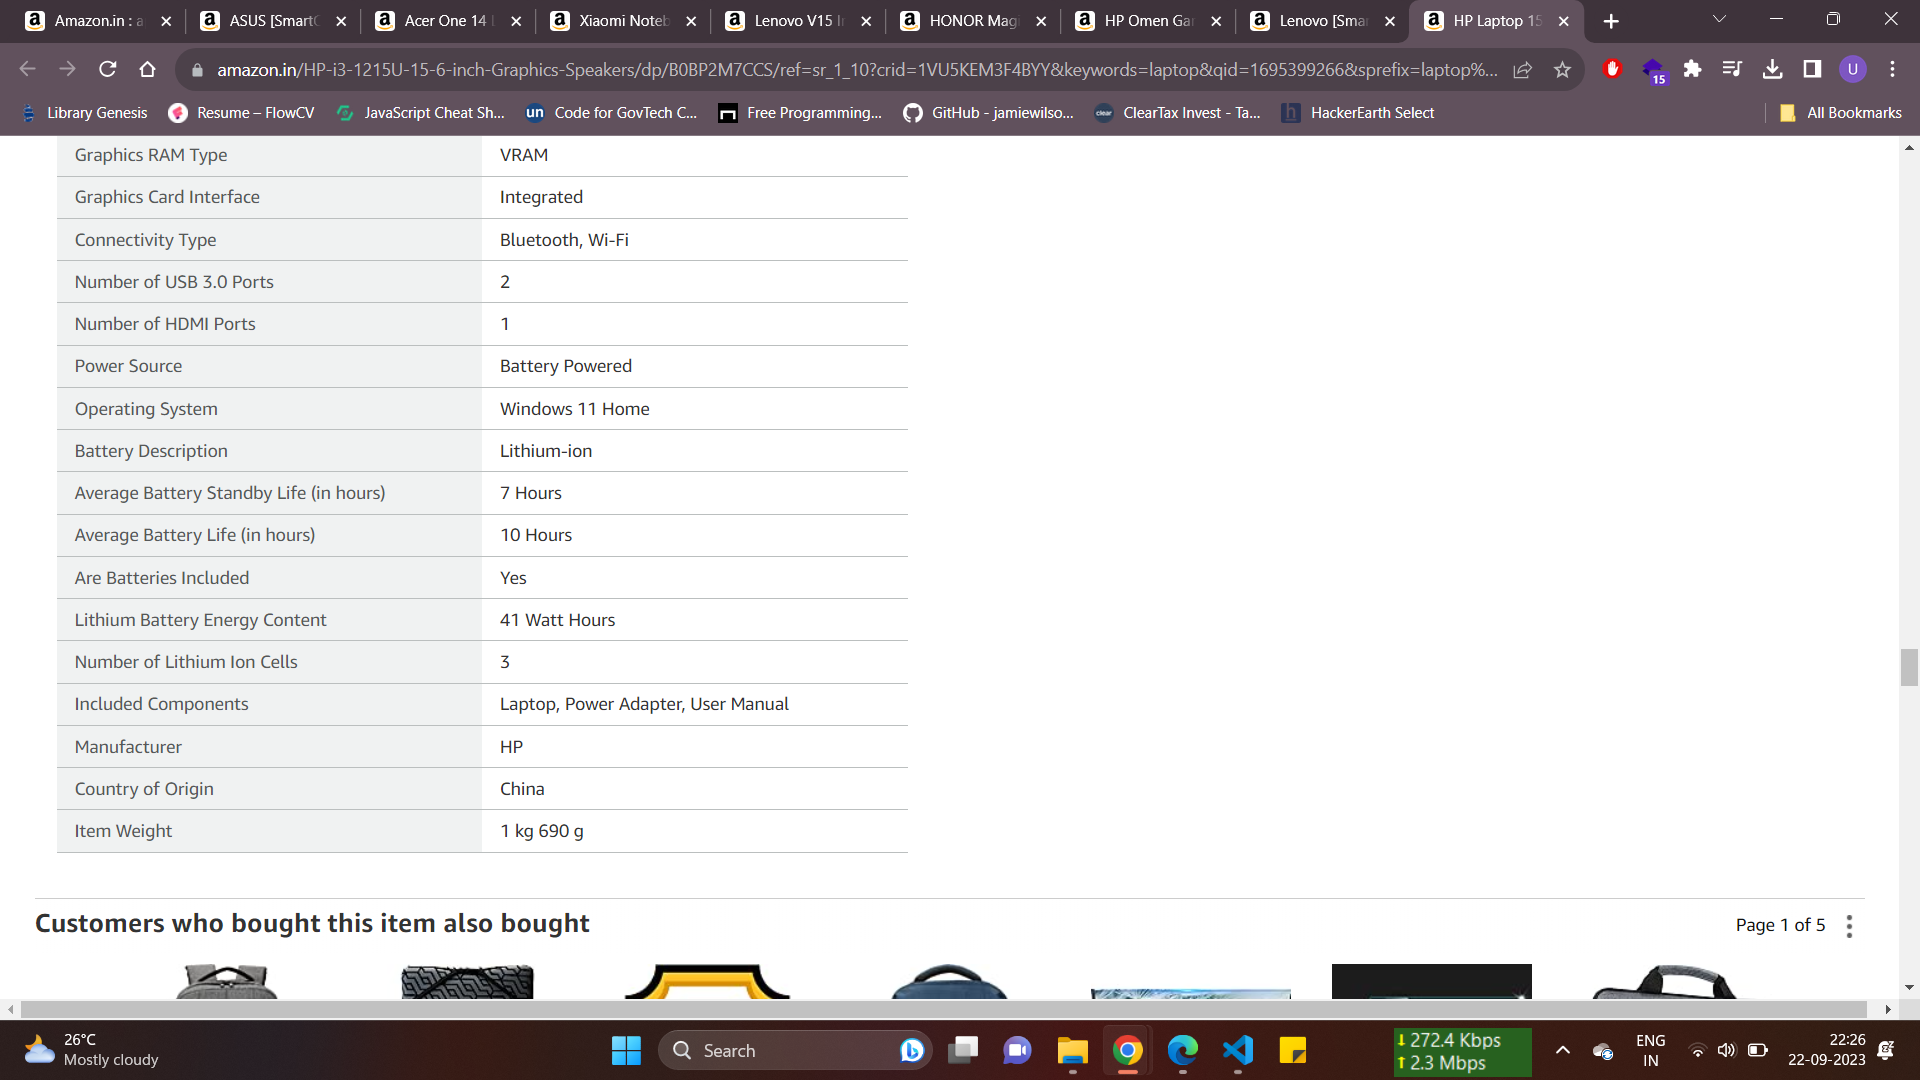 Amazon.in : a
ASUS [Smart
Acer One 14 L
Xiaomi Noteb
Lenovo V15 In
HONOR Magi
HP Omen Ga
Lenovo [Smar
HP Laptop 15
amazon.in/HP-i3-1215U-15-6-inch-Graphics-Speakers/dp/B0BP2M7CCS/ref=sr_1_10?crid=1VU5KEM3F4BYY&keywords=laptop&qid=1695399266&sprefix=laptop%...
15
U
Library Genesis
Resume – FlowCV
JavaScript Cheat Sh...
un Code for GovTech C...
Free Programming...
GitHub - jamiewilso...
clear ClearTax Invest - Ta...
h HackerEarth Select
All Bookmarks
Graphics RAM Type VRAM
Graphics Card Interface Integrated
Connectivity Type Bluetooth, Wi-Fi
Number of USB 3.0 Ports 2
Number of HDMI Ports 1
Power Source Battery Powered
Operating System Windows 11 Home
Battery Description Lithium-ion
Average Battery Standby Life (in hours) 7 Hours
Average Battery Life (in hours) 10 Hours
Are Batteries Included Yes
Lithium Battery Energy Content 41 Watt Hours
Number of Lithium Ion Cells 3
Included Components Laptop, Power Adapter, User Manual
Manufacturer HP
Country of Origin China
Item Weight 1 kg 690 g
Customers who bought this item also bought
Page 1 of 5
26°C
Mostly cloudy
Search
272.4 Kbps
2.3 Mbps
ENG
IN
22:26
22-09-2023